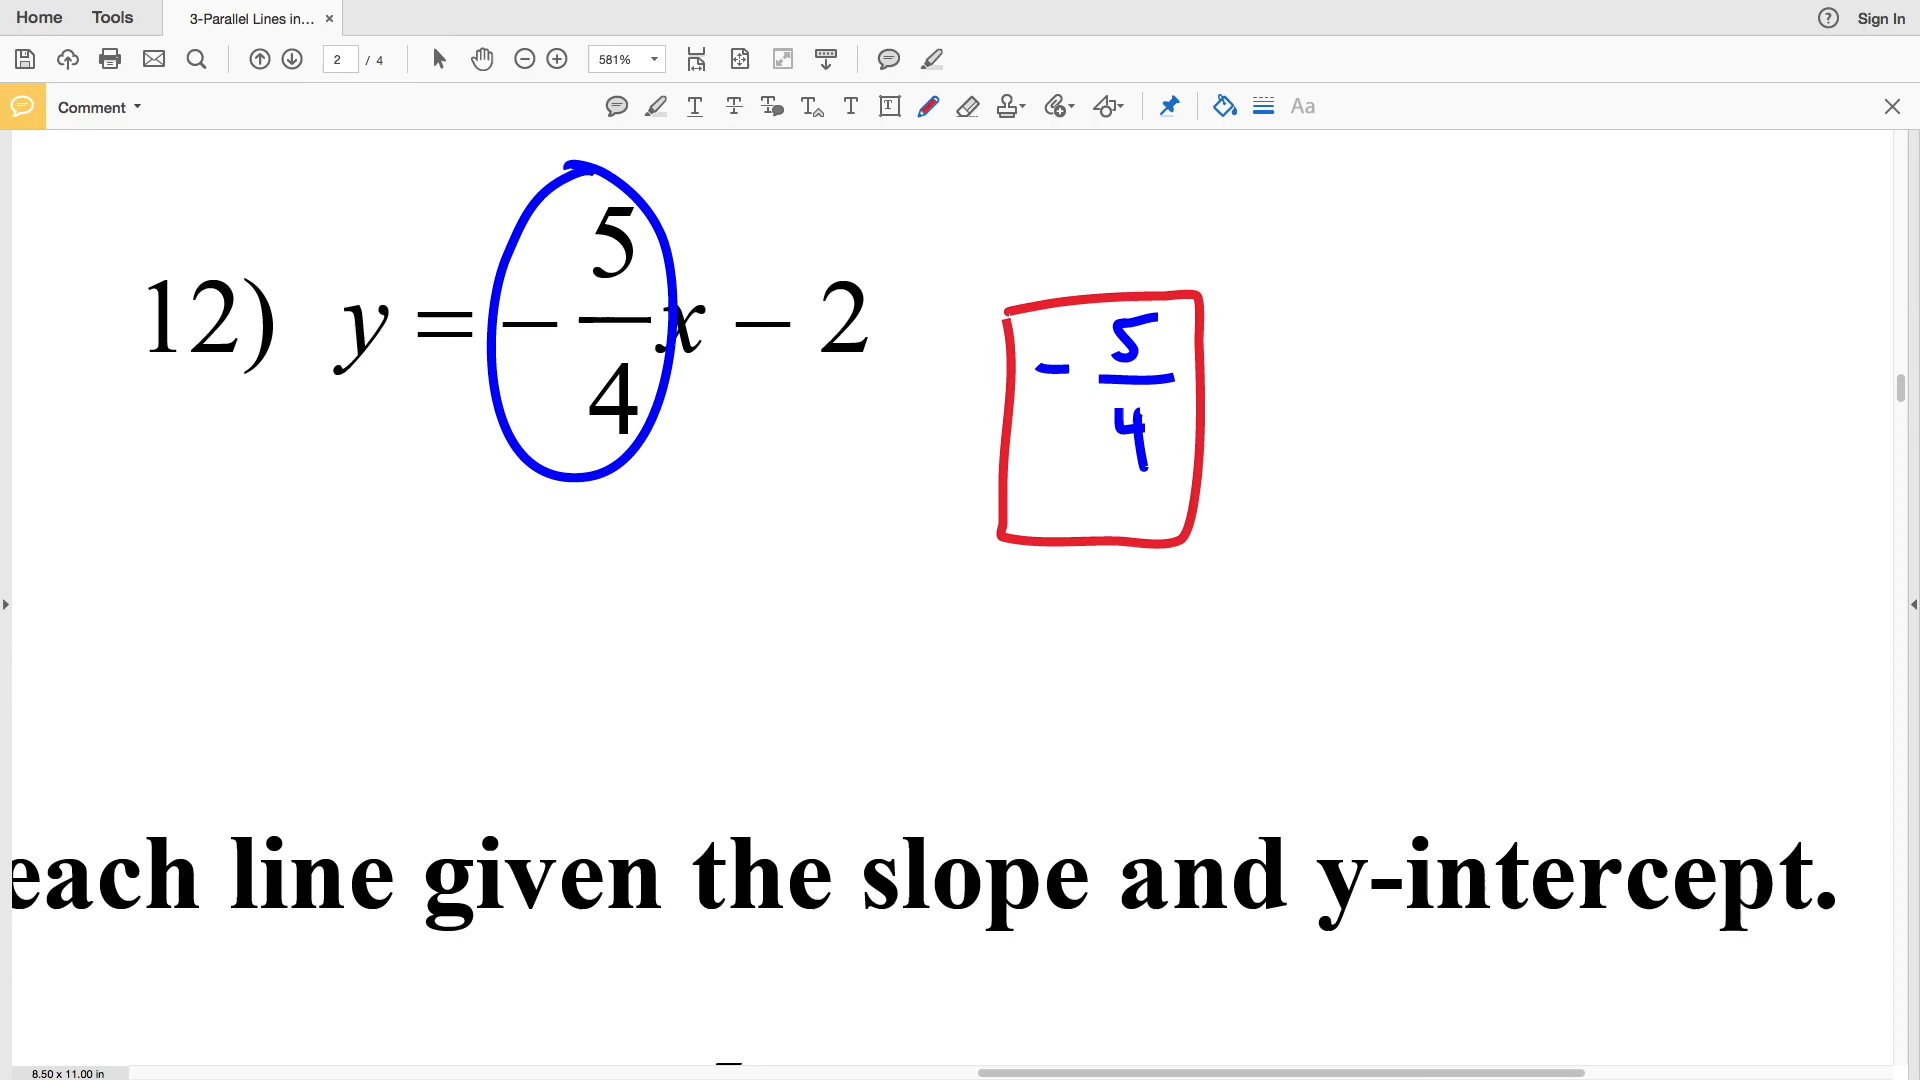 Home Tools 3-Parallel Lines in... × ? Sign In
2 / 4 581%
Comment Aa
12) y = -5/4 x - 2
- 5/4
each line given the slope and y-intercept.
8.50 x 11.00 in